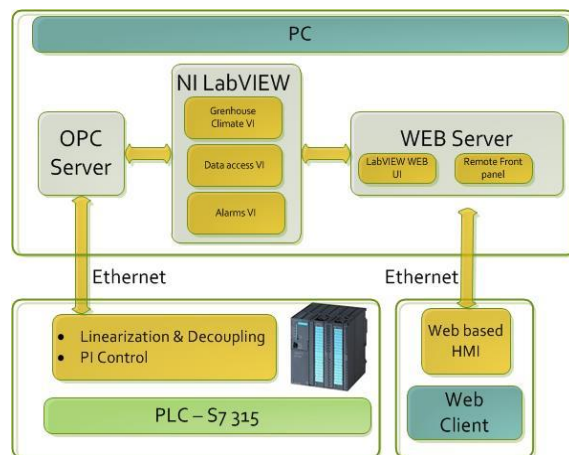 PC
NI LabVIEW
Grenhouse
Climate VI
Data access VI
Alarms VI
OPC
Server
WEB Server
LabVIEW WEB
UI
Remote Front
panel
Ethernet
Ethernet
• Linearization & Decoupling
• PI Control
PLC – S7 315
Web based
HMI
Web
Client